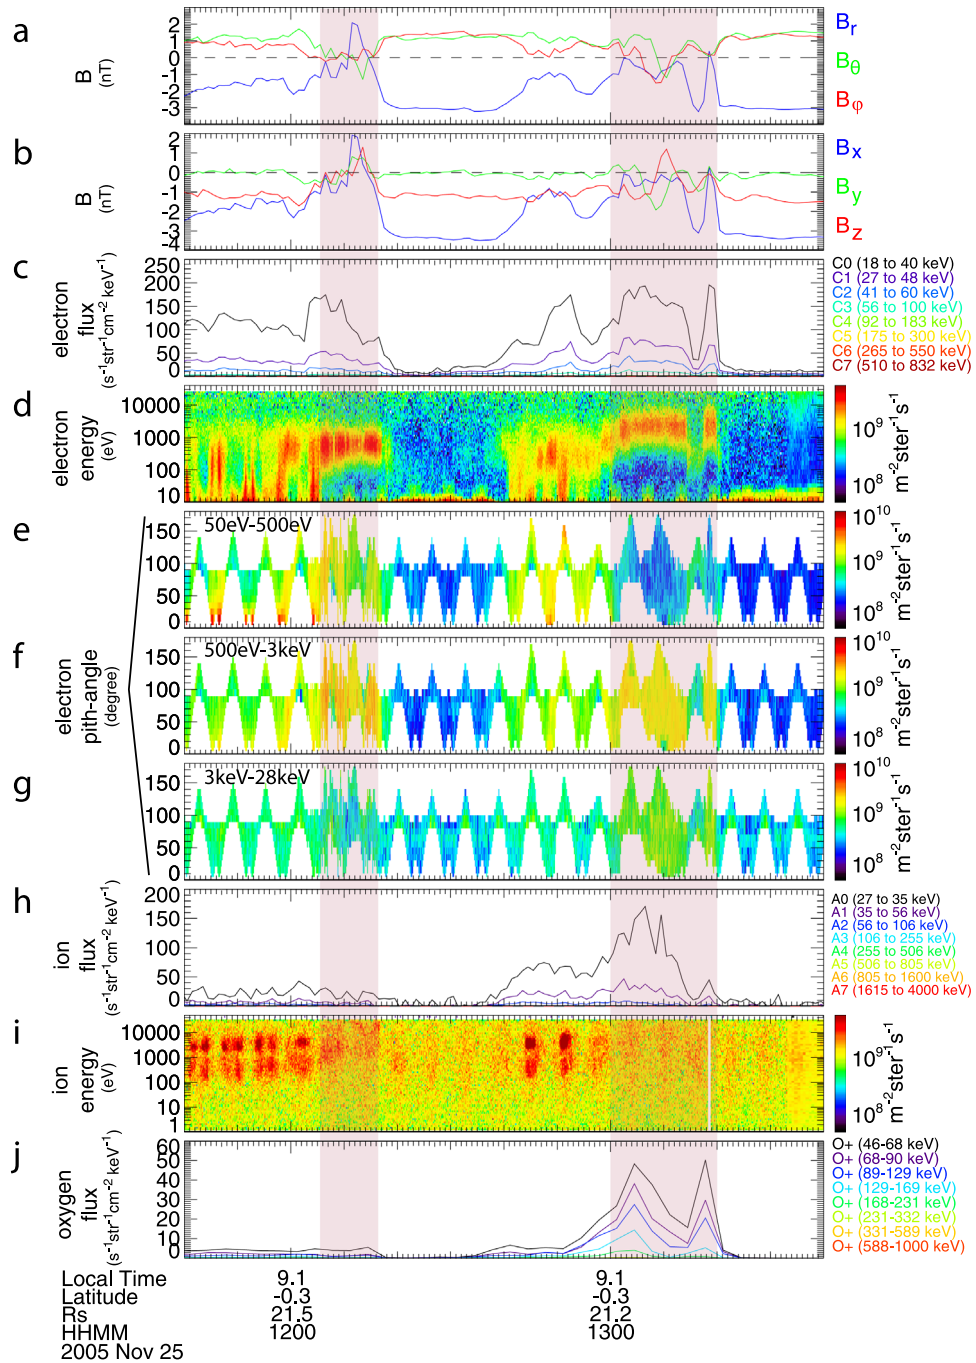 a
B
(nT)
2
1
0
-1
-2
-3
Br
Bθ
Bφ
b
B
(nT)
2
1
0
-1
-2
-3
-4
Bx
By
Bz
c
electron
flux
(s⁻¹str⁻¹cm⁻² keV⁻¹)
250
200
150
100
50
0
C0 (18 to 40 keV)
C1 (27 to 48 keV)
C2 (41 to 60 keV)
C3 (56 to 100 keV)
C4 (92 to 183 keV)
C5 (175 to 300 keV)
C6 (265 to 550 keV)
C7 (510 to 832 keV)
d
electron
energy
(eV)
10000
1000
100
10
10⁹
10⁸
m⁻²ster⁻¹s⁻¹
electron
pith-angle
(degree)
e
50eV-500eV
150
100
50
0
10¹⁰
10⁹
10⁸
m⁻²ster⁻¹s⁻¹
f
500eV-3keV
150
100
50
0
10¹⁰
10⁹
10⁸
m⁻²ster⁻¹s⁻¹
g
3keV-28keV
150
100
50
0
10¹⁰
10⁹
10⁸
m⁻²ster⁻¹s⁻¹
h
ion
flux
(s⁻¹str⁻¹cm⁻² keV⁻¹)
200
150
100
50
0
A0 (27 to 35 keV)
A1 (35 to 56 keV)
A2 (56 to 106 keV)
A3 (106 to 255 keV)
A4 (255 to 506 keV)
A5 (506 to 805 keV)
A6 (805 to 1600 keV)
A7 (1615 to 4000 keV)
i
ion
energy
(eV)
10000
1000
100
10
1
10⁹
10⁸
m⁻²ster⁻¹s⁻¹
j
oxygen
flux
(s⁻¹str⁻¹cm⁻² keV⁻¹)
60
50
40
30
20
10
0
O+ (46-68 keV)
O+ (68-90 keV)
O+ (89-129 keV)
O+ (129-169 keV)
O+ (168-231 keV)
O+ (231-332 keV)
O+ (331-589 keV)
O+ (588-1000 keV)
Local Time 9.1 9.1
Latitude -0.3 -0.3
Rs 21.5 21.2
HHMM 1200 1300
2005 Nov 25